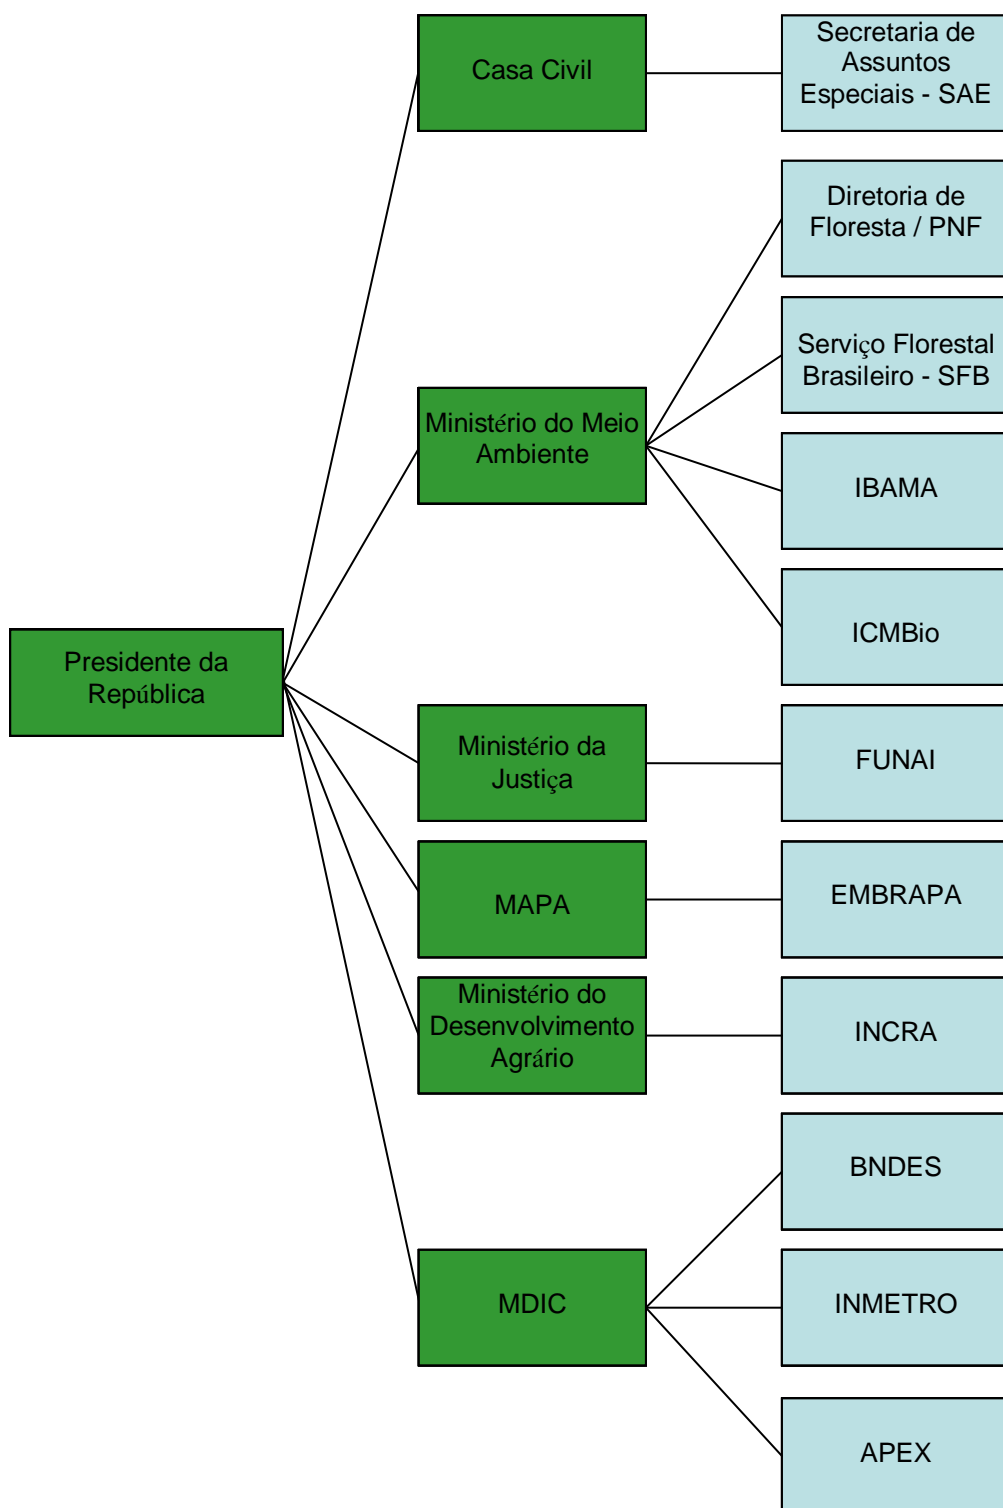 Casa Civil
Secretaria de
Assuntos
Especiais - SAE
Diretoria de
Floresta / PNF
Serviço Florestal
Brasileiro - SFB
Ministério do Meio
Ambiente
IBAMA
ICMBio
Presidente da
República
Ministério da
Justiça
FUNAI
MAPA
EMBRAPA
Ministério do
Desenvolvimento
Agrário
INCRA
BNDES
MDIC
INMETRO
APEX